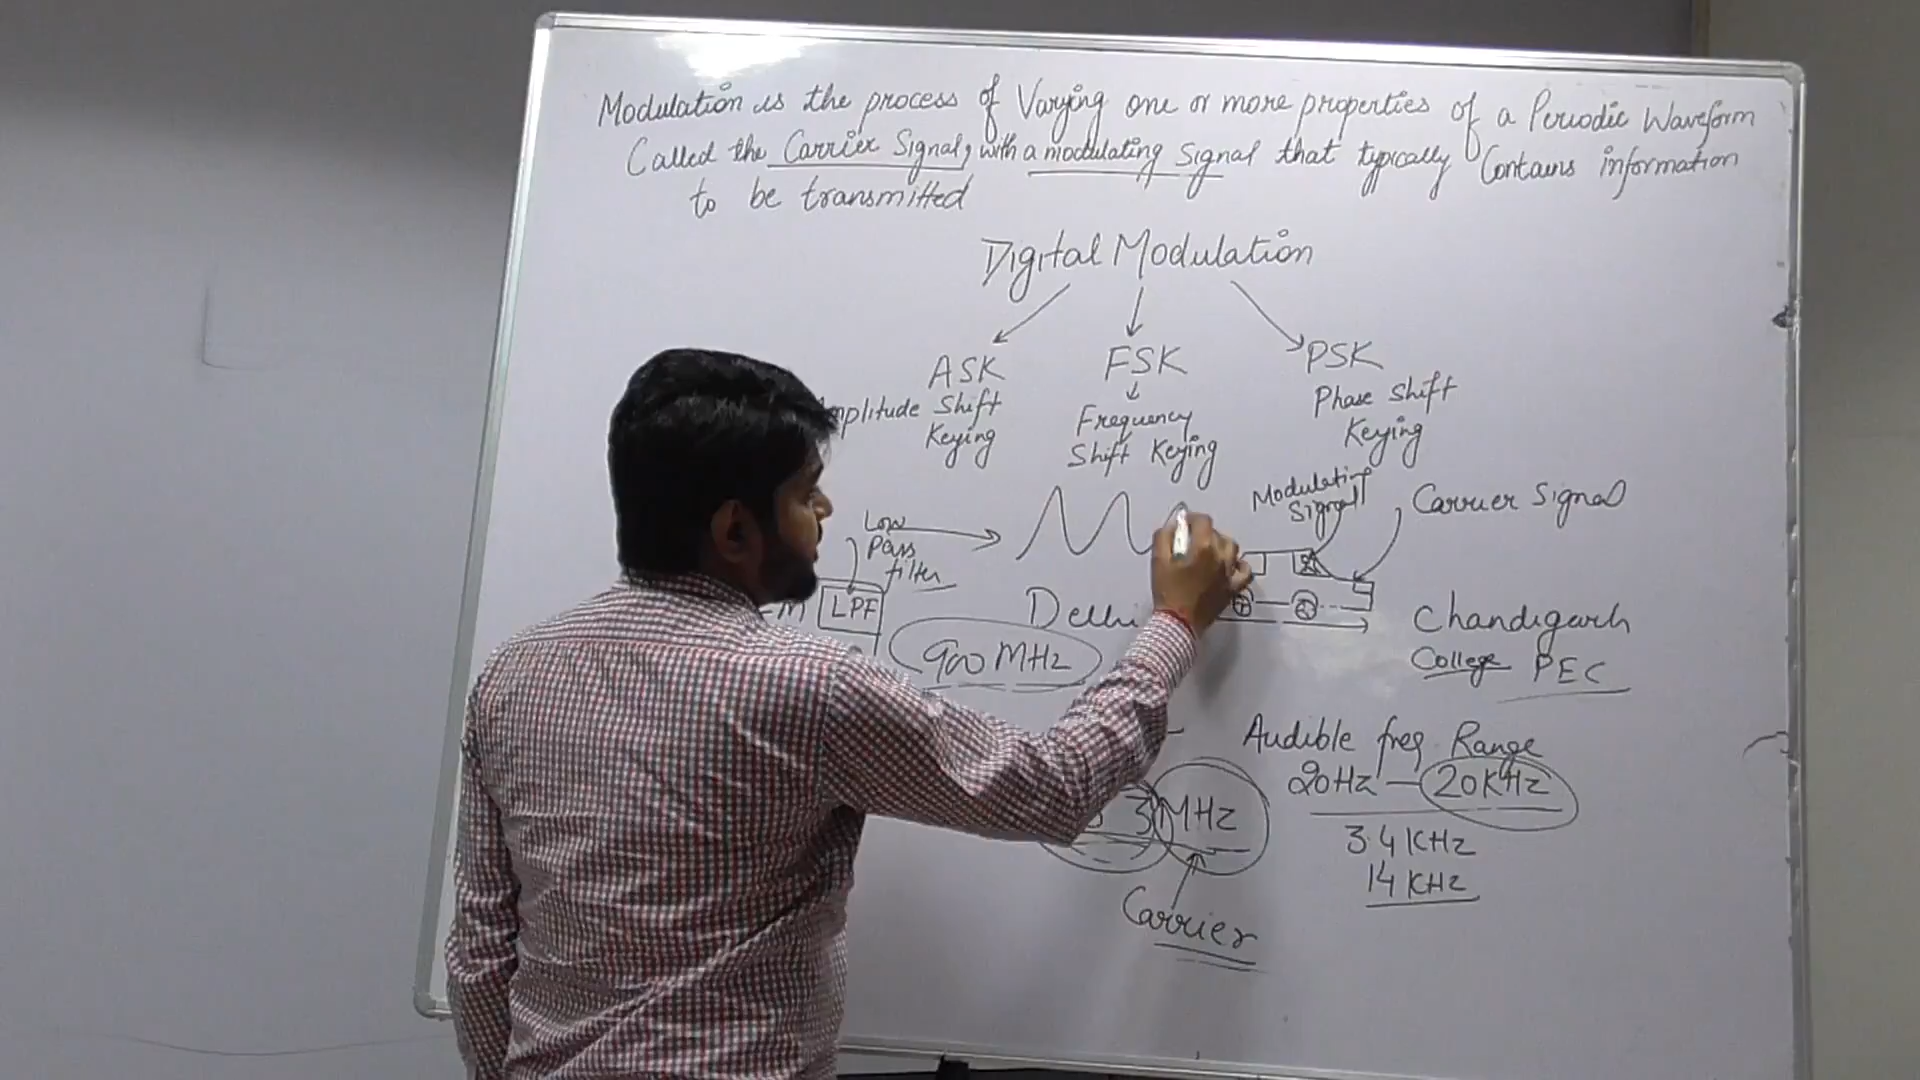 Modulation is the process of Varying one or more properties of a Periodic Waveform
Called the Carrier Signal, with a modulating Signal that typically Contains information
to be transmitted
Digital Modulation
ASK FSK PSK
mplitude Shift
Keying
Frequency
Shift Keying
Phase Shift
Keying
Modulating
Signal
Carrier Signal
Low
Pass
filter
LPF
900 MHz
Delhi
Chandigarh
College PEC
Audible freq Range
20Hz — 20KHz
3.4 KHz
14 KHz
3 MHz
Carrier